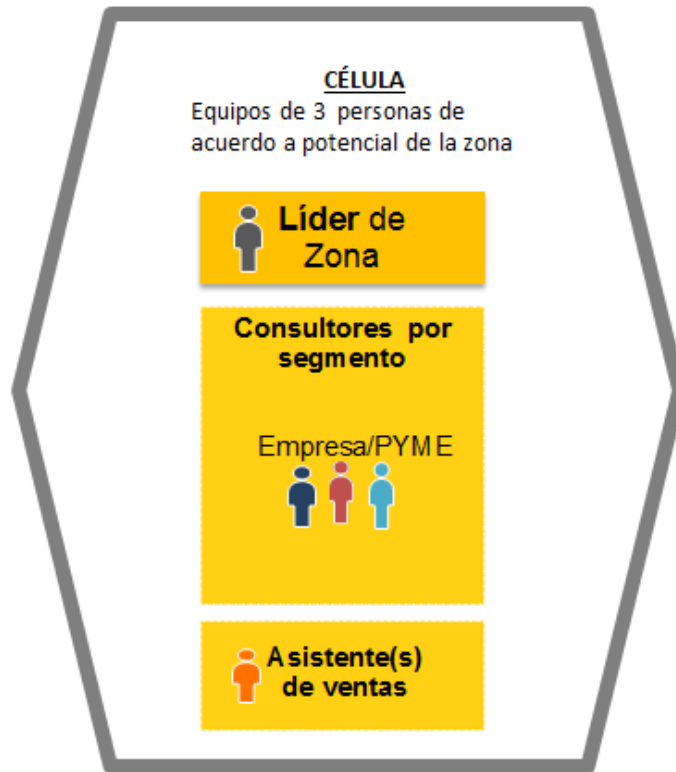 CÉLULA
Equipos de 3 personas de
acuerdo a potencial de la zona
Líder de
Zona
Consultores por
segmento
Empresa/PYME
Asistente(s)
de ventas